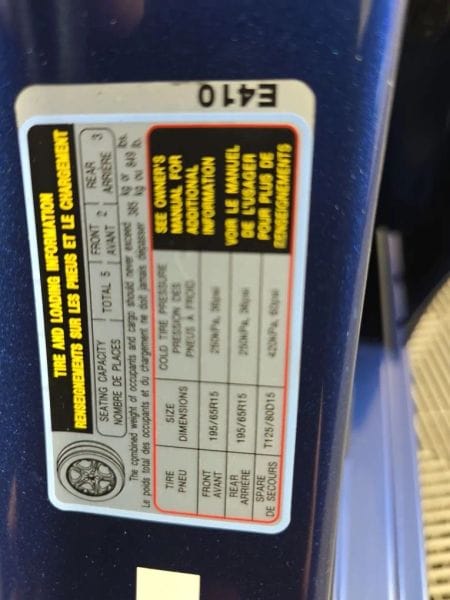 E410
TIRE AND LOADING INFORMATION
RENSEIGNEMENTS SUR LES PNEUS ET LE CHARGEMENT
SEATING CAPACITY
NOMBRE DE PLACES
TOTAL 5
FRONT
AVANT
2
REAR
ARRIÈRE
3
The combined weight of occupants and cargo should never exceed 385 kg or 849 lbs.
Le poids total des occupants et du chargement ne doit jamais dépasser 385 kg ou 849 lb.
TIRE
PNEU
SIZE
DIMENSIONS
COLD TIRE PRESSURE
PRESSION DES
PNEUS A FROID
SEE OWNER'S
MANUAL FOR
ADDITIONAL
INFORMATION
VOIR LE MANUEL
DE L'USAGER
POUR PLUS DE
RENSEIGNEMENTS
FRONT
AVANT
195/65R15
250kPa, 36psi
REAR
ARRIÈRE
195/65R15
250kPa, 36psi
SPARE
DE SECOURS
T125/80D15
420kPa, 60psi